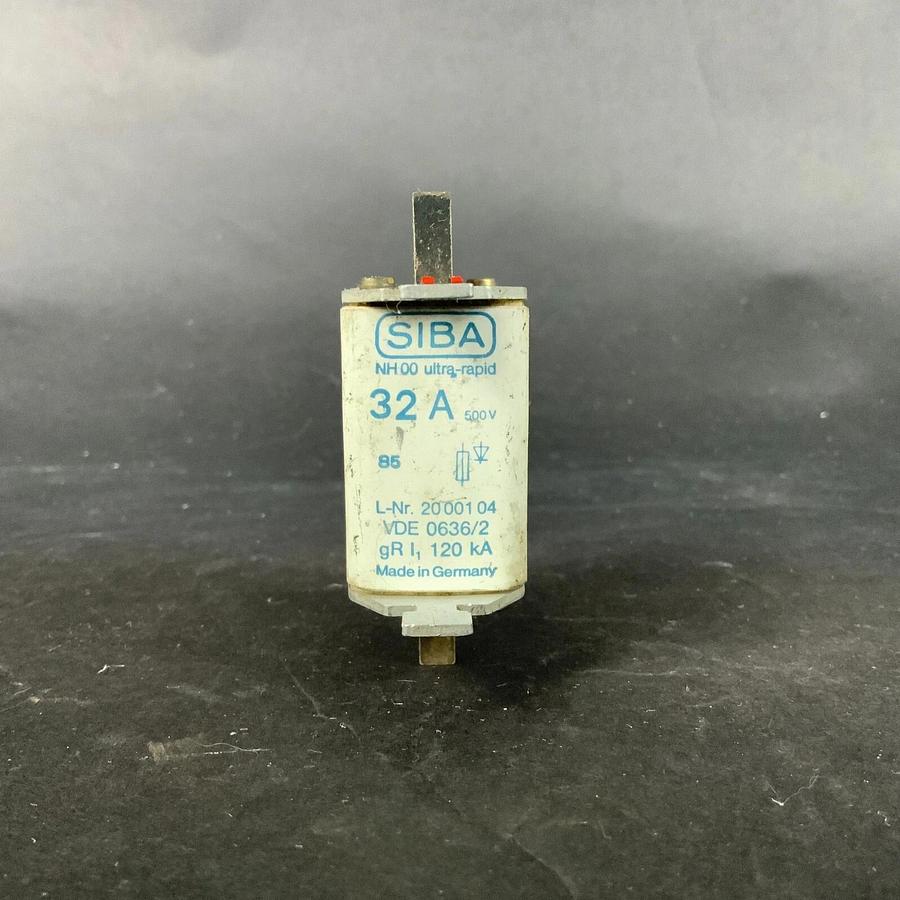 SIBA
NH 00 ultra-rapid
32 A 500 V
85
L-Nr. 20 001 04
VDE 0636/2
gR I₁ 120 kA
Made in Germany